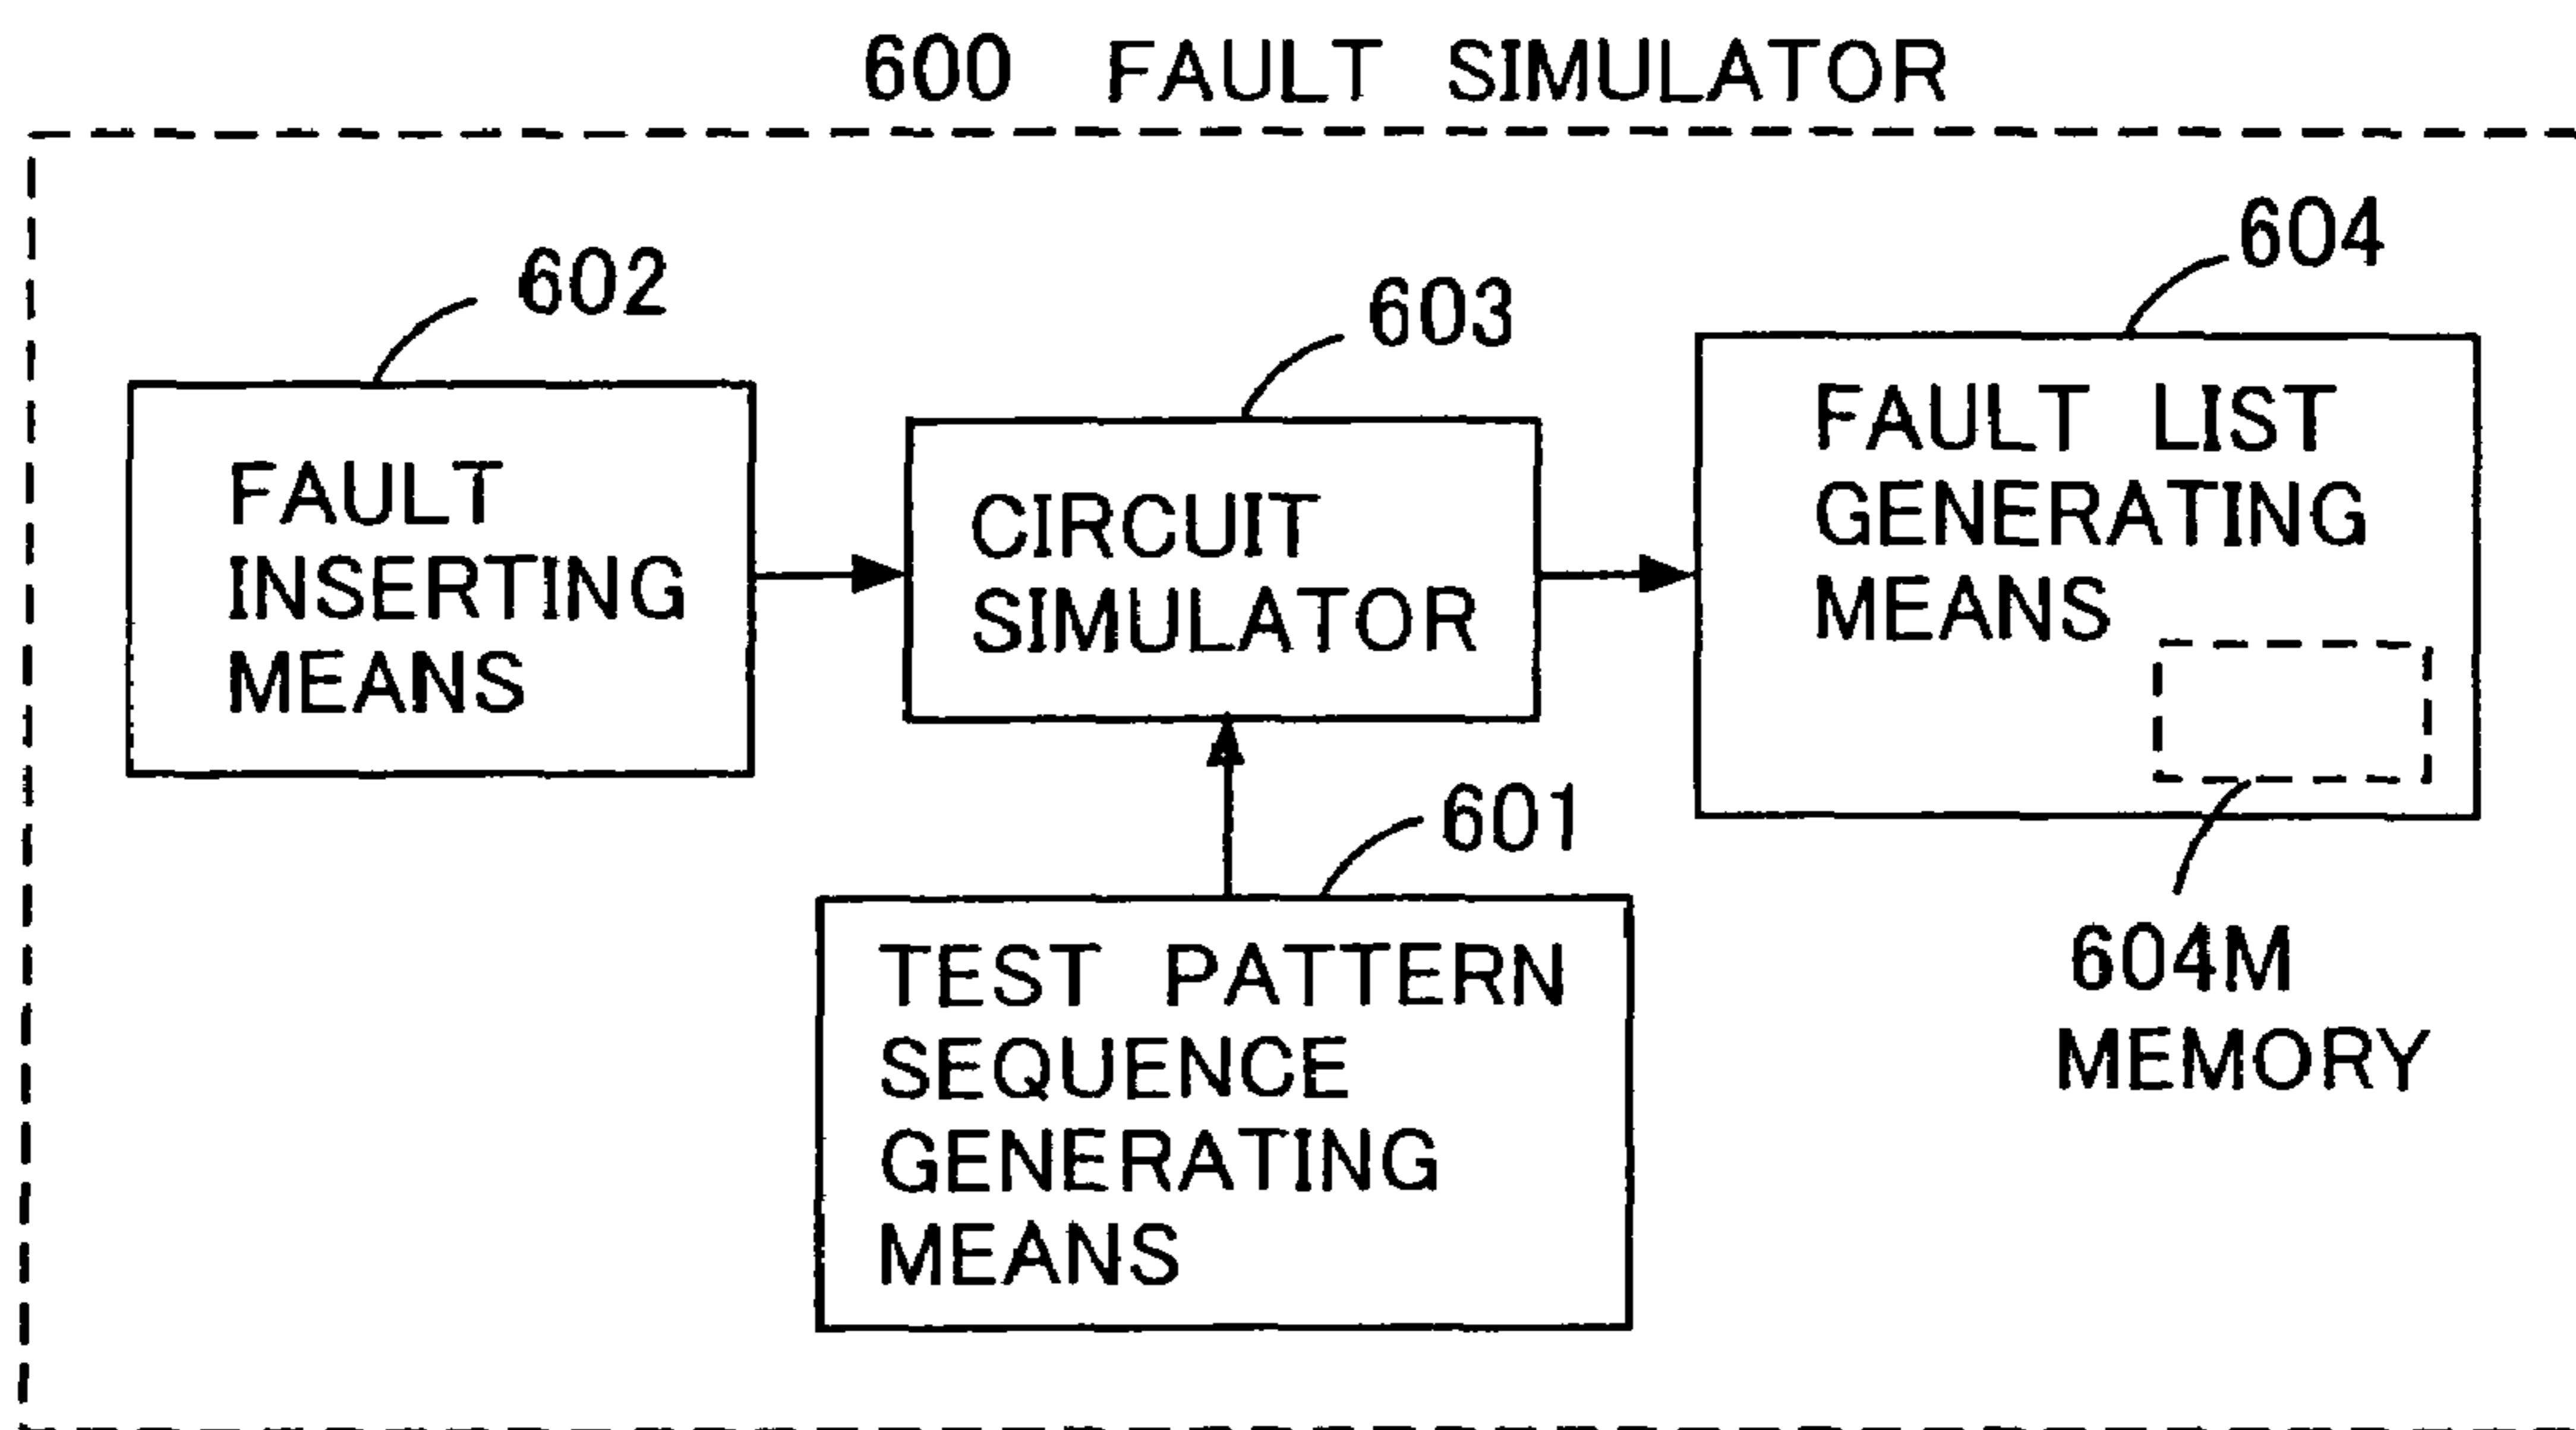 600 FAULT SIMULATOR
602
FAULT
INSERTING
MEANS
603
CIRCUIT
SIMULATOR
604
FAULT LIST
GENERATING
MEANS
604M
MEMORY
601
TEST PATTERN
SEQUENCE
GENERATING
MEANS